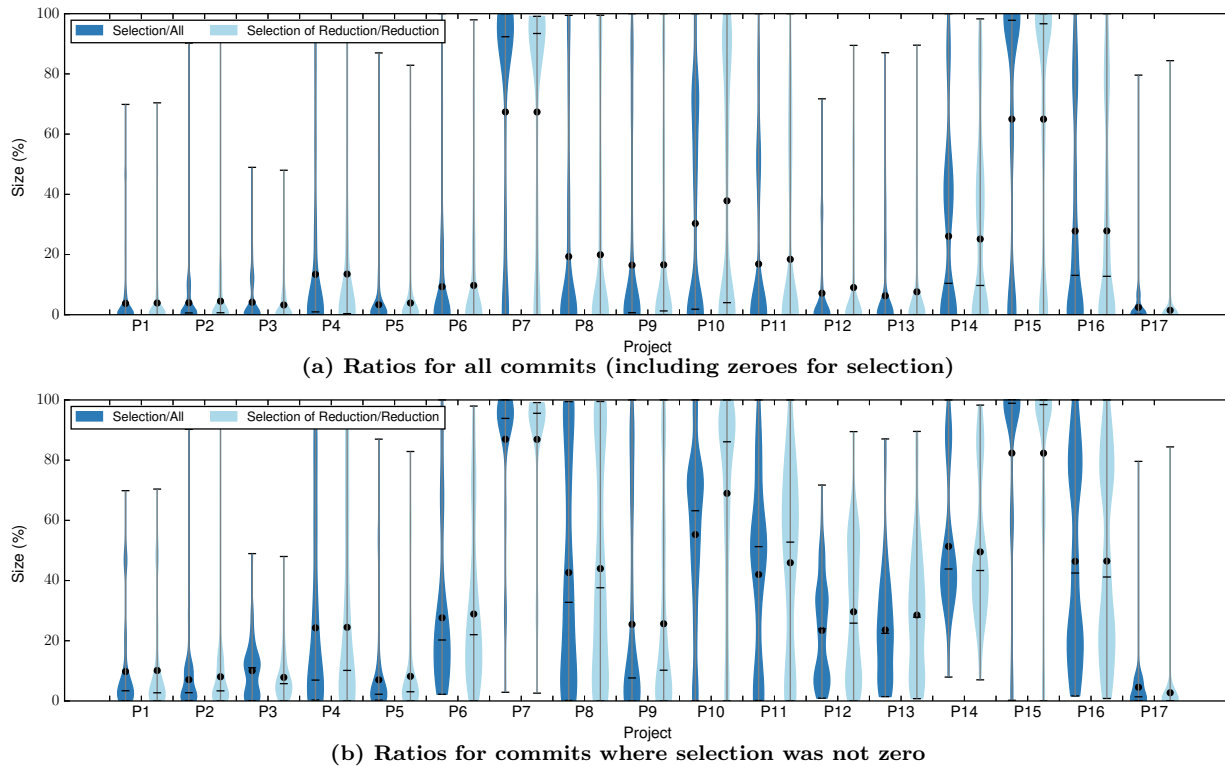 Selection/All Selection of Reduction/Reduction
100
80
60
40
20
0
Size (%)
P1 P2 P3 P4 P5 P6 P7 P8 P9 P10 P11 P12 P13 P14 P15 P16 P17
Project
(a) Ratios for all commits (including zeroes for selection)
Selection/All Selection of Reduction/Reduction
100
80
60
40
20
0
Size (%)
P1 P2 P3 P4 P5 P6 P7 P8 P9 P10 P11 P12 P13 P14 P15 P16 P17
Project
(b) Ratios for commits where selection was not zero